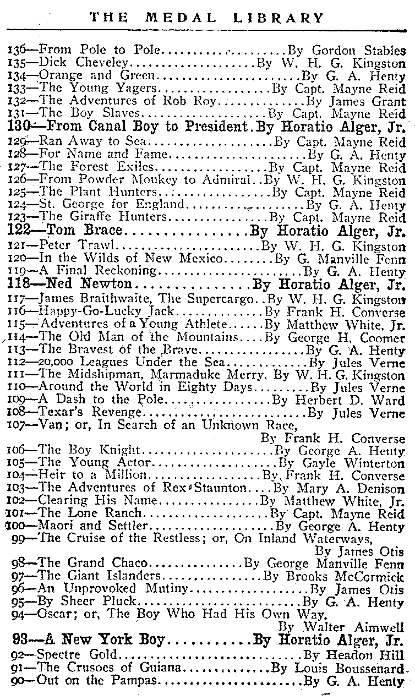 THE MEDAL LIBRARY
136—From Pole to Pole....................By Gordon Stables
135—Dick Cheveley....................By W. H. G. Kingston
134—Orange and Green....................By G. A. Henty
133—The Young Yagers....................By Capt. Mayne Reid
132—The Adventures of Rob Roy..............By James Grant
131—The Boy Slaves....................By Capt. Mayne Reid
130—From Canal Boy to President.By Horatio Alger, Jr.
129—Ran Away to Sea....................By Capt. Mayne Reid
128—For Name and Fame....................By G. A. Henty
127—The Forest Exiles....................By Capt. Mayne Reid
126—From Powder Monkey to Admiral..By W. H. G. Kingston
125—The Plant Hunters....................By Capt. Mayne Reid
124—St. George for England....................By G. A. Henty
123—The Giraffe Hunters................By Capt. Mayne Reid
122—Tom Brace....................By Horatio Alger, Jr.
121—Peter Trawl....................By W. H. G. Kingston
120—In the Wilds of New Mexico........By G. Manville Fenn
119—A Final Reckoning....................By G. A. Henty
118—Ned Newton................By Horatio Alger, Jr.
117—James Braithwaite, The Supercargo..By W. H. G. Kingston
116—Happy-Go-Lucky Jack.............By Frank H. Converse
115—Adventures of a Young Athlete......By Matthew White, Jr.
114—The Old Man of the Mountains....By George H. Coomer
113—The Bravest of the Brave................By G. A. Henty
112—20,000 Leagues Under the Sea............By Jules Verne
111—The Midshipman, Marmaduke Merry. By W. H. G. Kingston
110—Around the World in Eighty Days........By Jules Verne
109—A Dash to the Pole................By Herbert D. Ward
108—Texar's Revenge....................By Jules Verne
107—Van; or, In Search of an Unknown Race,
By Frank H. Converse
106—The Boy Knight....................By George A. Henty
105—The Young Actor....................By Gayle Winterton
104—Heir to a Million................By Frank H. Converse
103—The Adventures of Rex Staunton....By Mary A. Denison
102—Clearing His Name................By Matthew White, Jr.
101—The Lone Ranch....................By Capt. Mayne Reid
100—Maori and Settler................By George A. Henty
99—The Cruise of the Restless; or, On Inland Waterways,
By James Otis
98—The Grand Chaco................By George Manville Fenn
97—The Giant Islanders................By Brooks McCormick
96—An Unprovoked Mutiny................By James Otis
95—By Sheer Pluck....................By G. A. Henty
94—Oscar; or, The Boy Who Had His Own Way.
By Walter Aimwell
93—A New York Boy............By Horatio Alger, Jr.
92—Spectre Gold....................By Headon Hill
91—The Crusoes of Guiana............By Louis Boussenard
90—Out on the Pampas....................By G. A. Henty